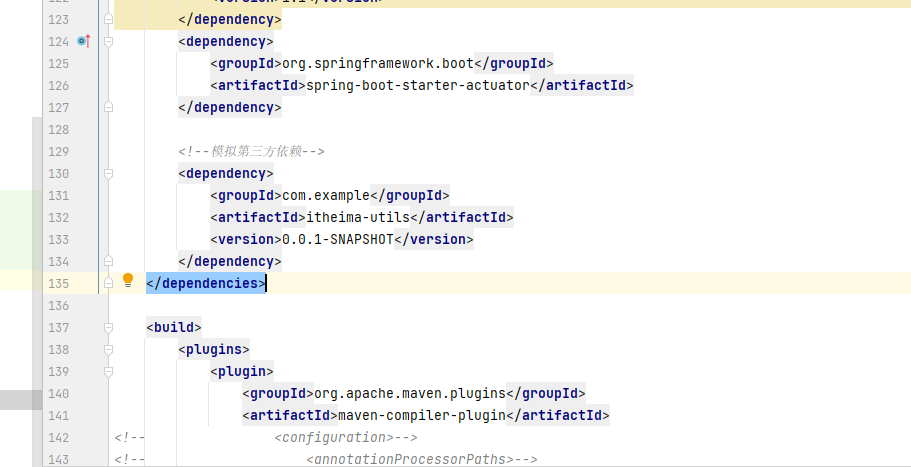 122 <version>1.1</version>
123 </dependency>
124 <dependency>
125 <groupId>org.springframework.boot</groupId>
126 <artifactId>spring-boot-starter-actuator</artifactId>
127 </dependency>
128
129 <!--模拟第三方依赖-->
130 <dependency>
131 <groupId>com.example</groupId>
132 <artifactId>itheima-utils</artifactId>
133 <version>0.0.1-SNAPSHOT</version>
134 </dependency>
135 </dependencies>
136
137 <build>
138 <plugins>
139 <plugin>
140 <groupId>org.apache.maven.plugins</groupId>
141 <artifactId>maven-compiler-plugin</artifactId>
142 <!-- <configuration>-->
143 <!-- <annotationProcessorPaths>-->